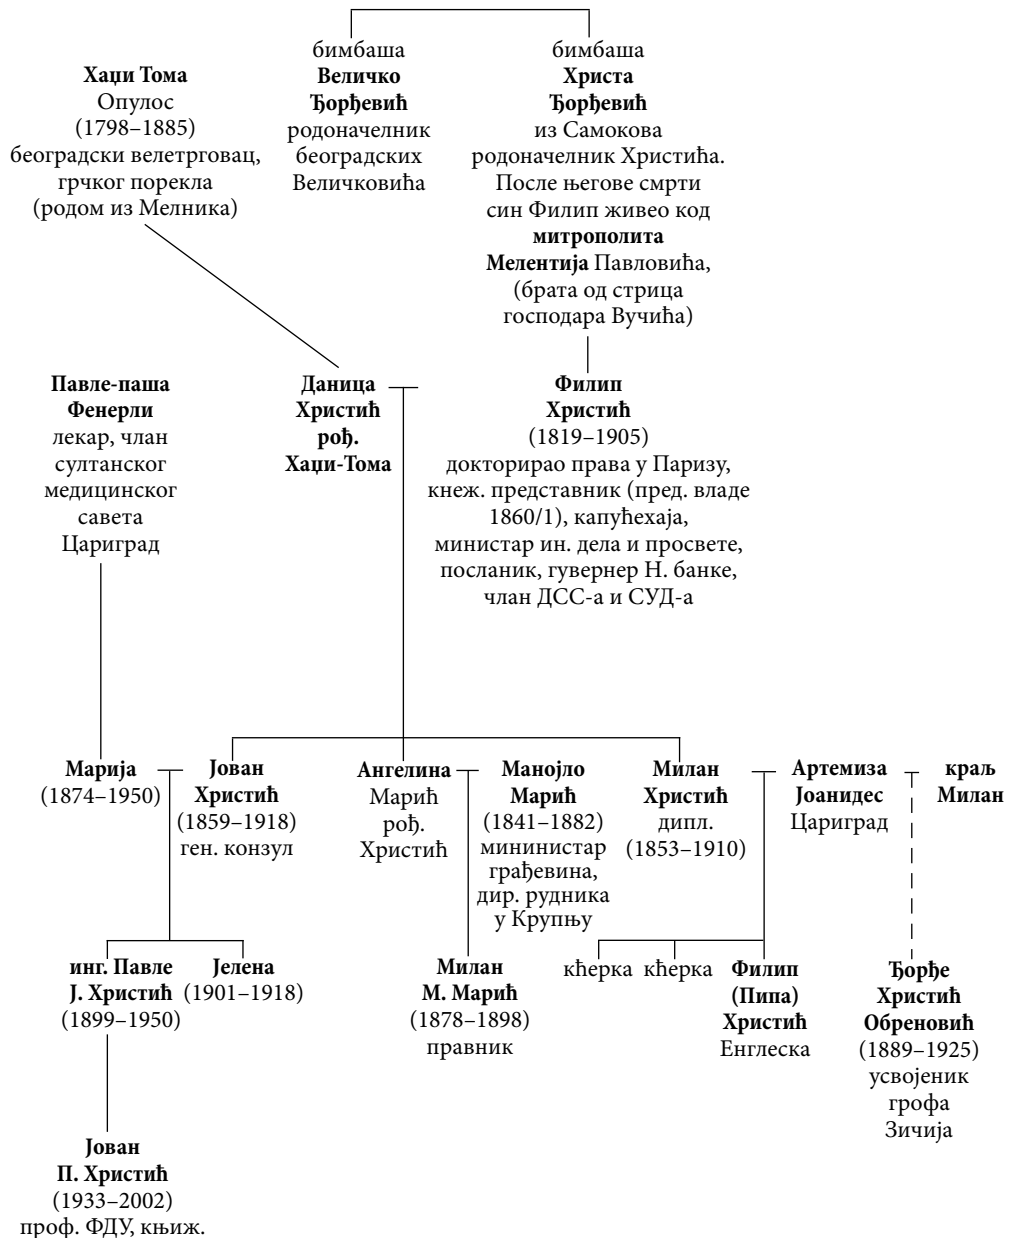 Хаџи Тома
Опулос
(1798–1885)
београдски велетрговац,
грчког порекла
(родом из Мелника)
бимбаша
Величко
Ђорђевић
родоначелник
београдских
Величковића
бимбаша
Христа
Ђорђевић
из Самокова
родоначелник Христића.
После његове смрти
син Филип живео код
митрополита
Мелентија Павловића,
(брата од стрица
господара Вучића)
Павле-паша
Фенерли
лекар, члан
султанског
медицинског
савета
Цариград
Даница
Христић
рођ.
Хаџи-Тома
Филип
Христић
(1819–1905)
докторирао права у Паризу,
кнеж. представник (пред. владе
1860/1), капућехаја,
министар ин. дела и просвете,
посланик, гувернер Н. банке,
члан ДСС-а и СУД-а
Марија
(1874–1950)
Јован
Христић
(1859–1918)
ген. конзул
Ангелина
Марић
рођ.
Христић
Манојло
Марић
(1841–1882)
мининистар
грађевина,
дир. рудника
у Крупњу
Милан
Христић
дипл.
(1853–1910)
Артемиза
Јоанидес
Цариград
краљ
Милан
инг. Павле
Ј. Христић
(1899–1950)
Јелена
(1901–1918)
Милан
М. Марић
(1878–1898)
правник
кћерка
кћерка
Филип
(Пипа)
Христић
Енглеска
Ђорђе
Христић
Обреновић
(1889–1925)
усвојеник
грофа
Зичија
Јован
П. Христић
(1933–2002)
проф. ФДУ, књиж.